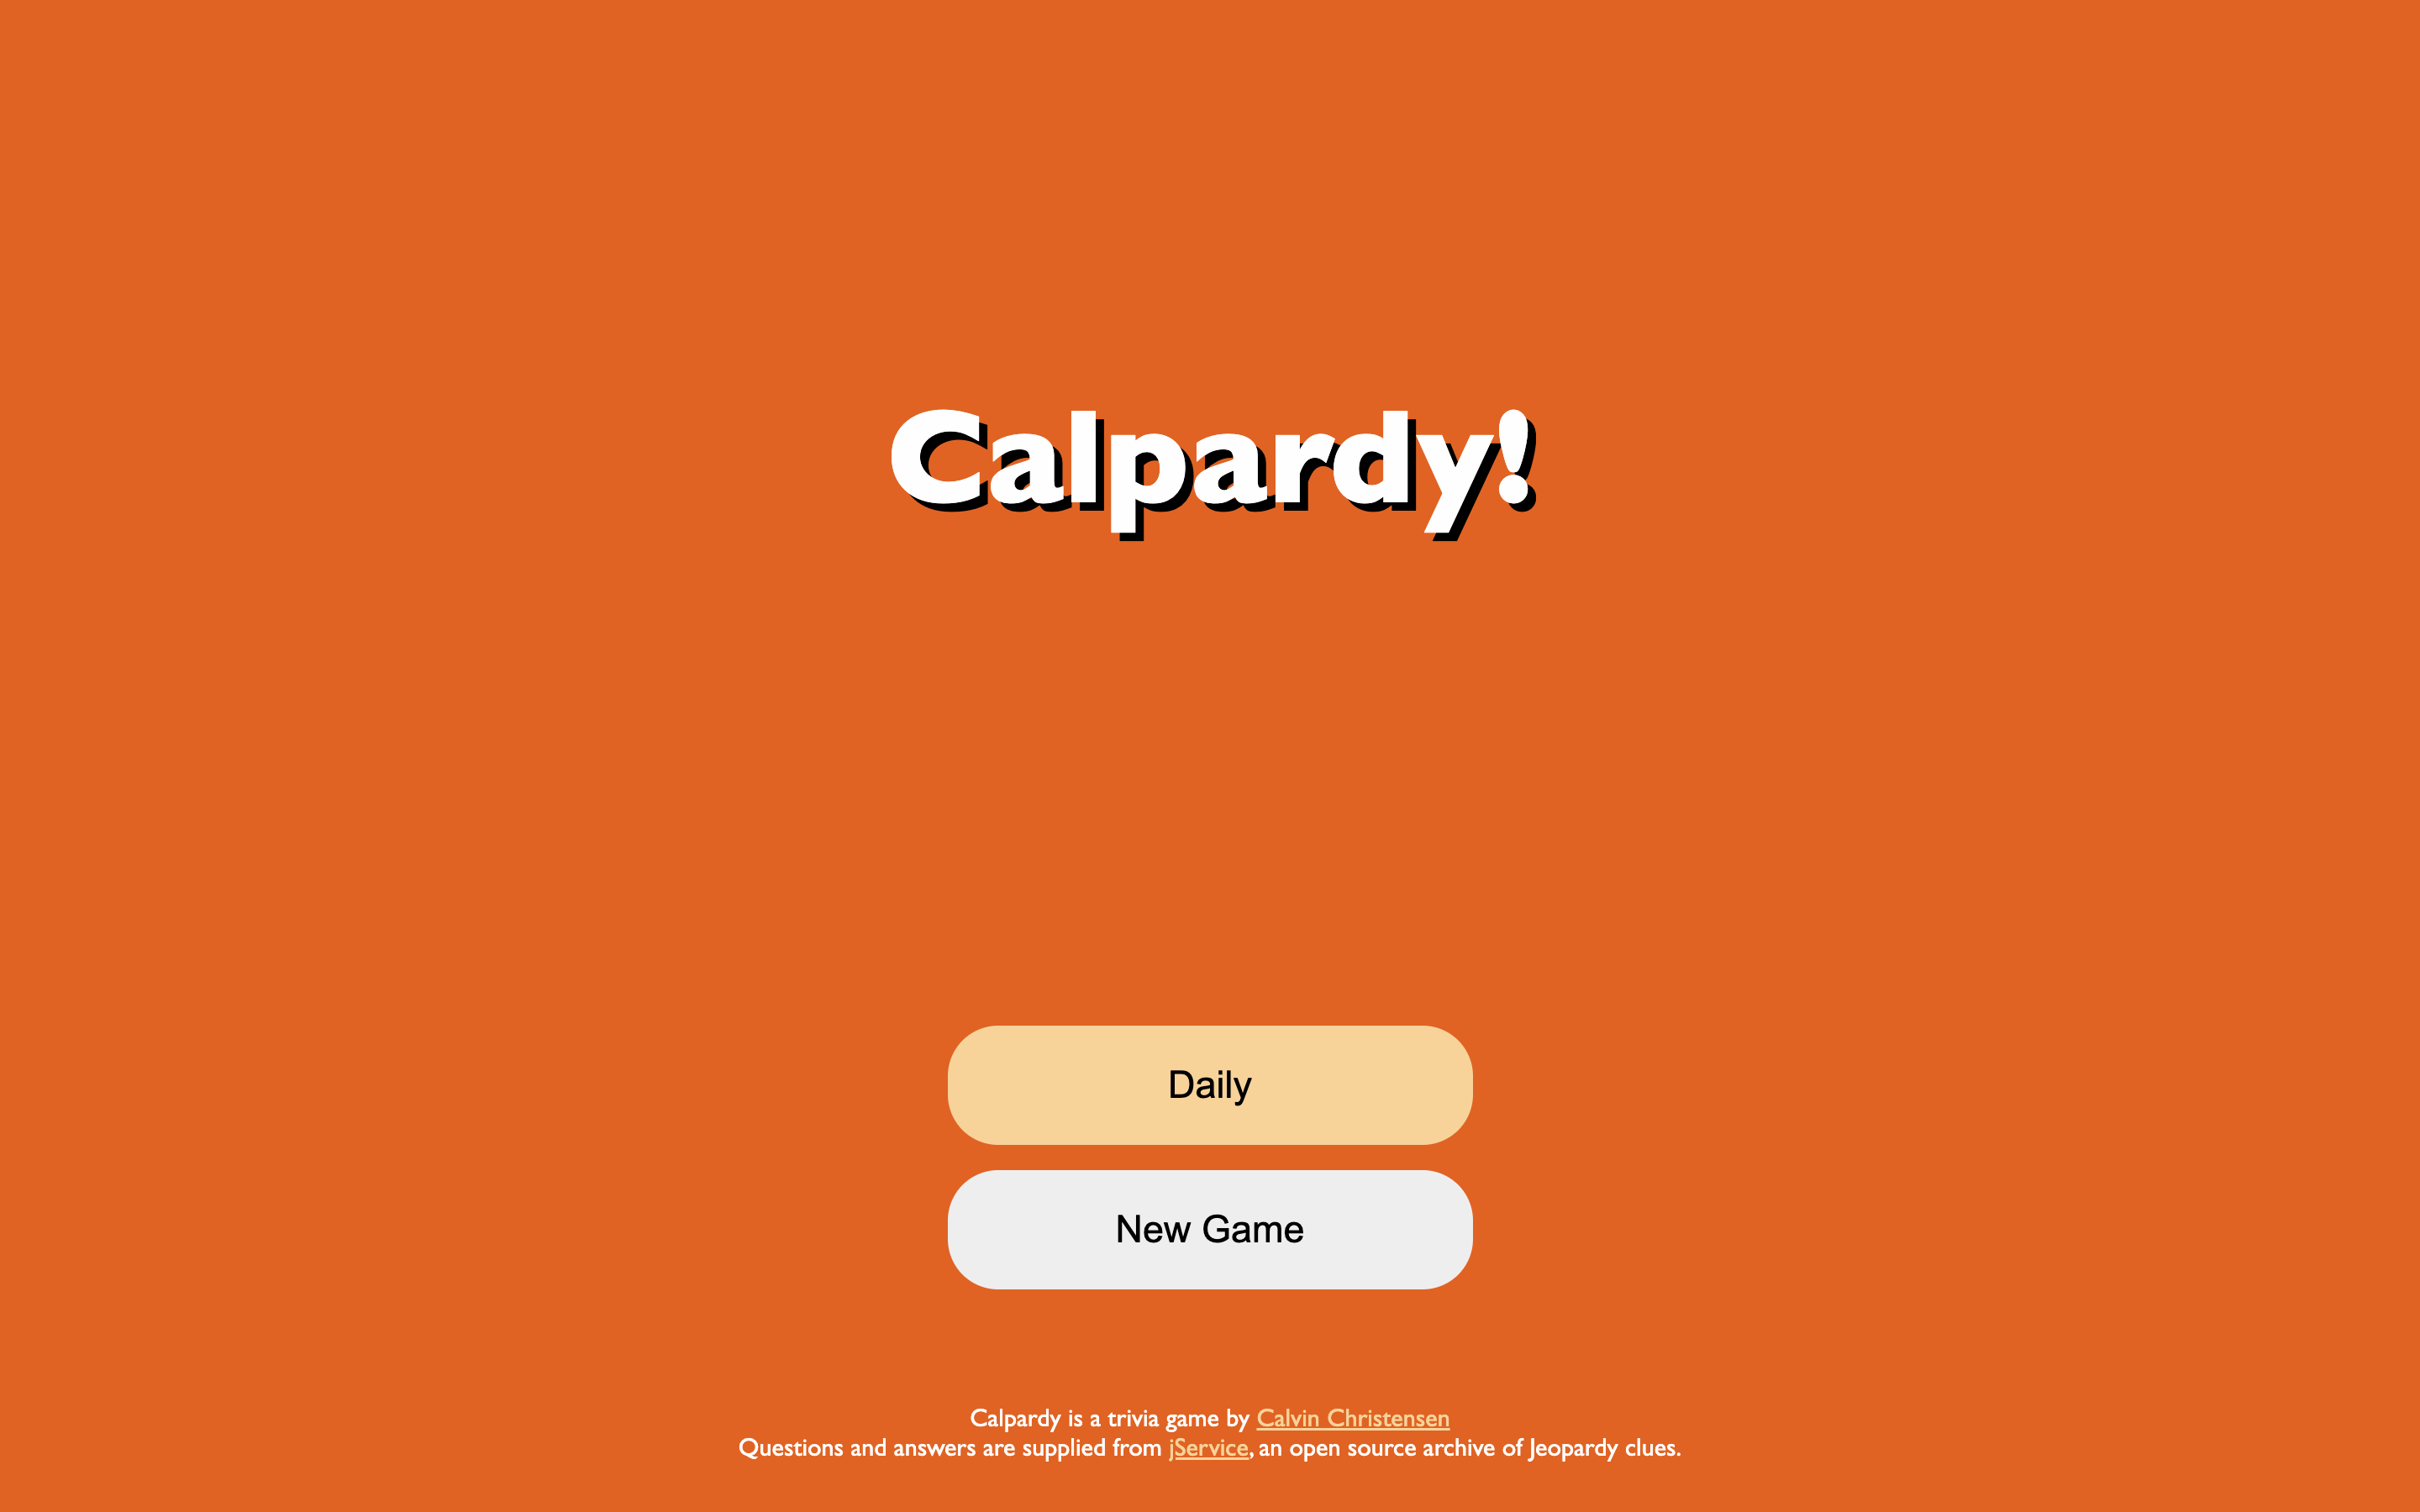 Calpardy!
Daily
New Game
Calpardy is a trivia game by Calvin Christensen
Questions and answers are supplied from jService, an open source archive of Jeopardy clues.